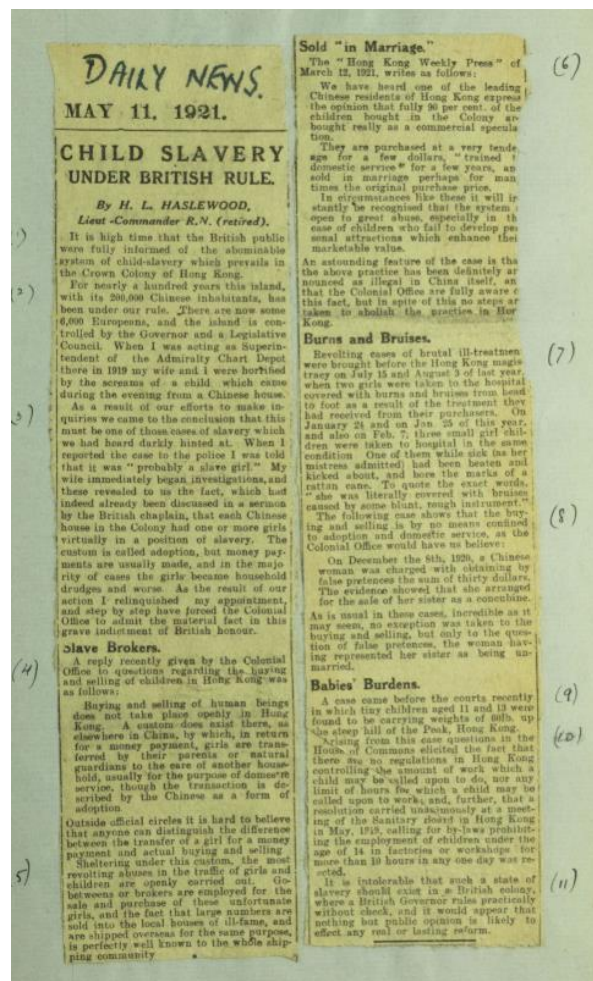 DAILY NEWS.
MAY 11. 1921.
CHILD SLAVERY
UNDER BRITISH RULE.
By H. L. HASLEWOOD,
Lieut-Commander R.N. (retired).
It is high time that the British public
were fully informed of the abominable
system of child-slavery which prevails in
the Crown Colony of Hong Kong.
(2)
For nearly a hundred years this island,
with its 200,000 Chinese inhabitants, has
been under our rule. There are now some
6,000 Europeans, and the island is con-
trolled by the Governor and a Legislative
Council. When I was acting as Superin-
tendent of the Admiralty Chart Depot
there in 1919 my wife and i were horrified
by the screams of a child which came
during the evening from a Chinese house.
3)
As a result of our efforts to make in-
quiries we came to the conclusion that this
must be one of those cases of slavery which
we had heard darkly hinted at. When I
reported the case to the police I was told
that it was "probably a slave girl." My
wife immediately began investigations, and
these revealed to us the fact, which had
indeed already been discussed in a sermon
by the British chaplain, that each Chinese
house in the Colony had one or more girls
virtually in a position of slavery. The
custum is called adoption, but money pay-
ments are usually made, and in the majo
rity of cases the girls became household
drudges and worse. As the result of our
action I relinquished my appointment,
and step by step have forced the Colonial
Office to admit the material fact in this
grave indictment of British honour.
Slave Brokers.
(4)
A reply recently given by the Colonial
Office to questions regarding the buying
and selling of children in Hong Kong was
as follows:
Buying and selling of human beings
does not take place openly in Hong
Kong. A custom does exist there, as
elsewhere in China, by which, in return
for a money payment, girls are trans-
ferred by their parents or natural
guardians to the care of another house-
hold, usually for the purpose of domestic
service, though the transaction is de-
scribed by the Chinese as a form of
adoption
Outside official circles it is hard to believe
that anyone can distinguish the difference
between the transfer of a girl for a money
payment and actual buying and selling
5)
Sheltering under this custom, the most
revolting abuses in the traffic of girls and
children are openly carried out. Go-
betweens or brokers are employed for the
sale and purchase of these unfortunate
girls, and the fact that large numbers are
sold into the local houses of ill-fame, and
are shipped overseas for the same purpose,
is perfectly well known to the whole ship-
ping community
Sold "in Marriage."
(6)
The "Hong Kong Weekly Press" of
March 12, 1921, writes as follows:
We have heard one of the leading
Chinese residents of Hong Kong express
the opinion that fully 90 per cent. of the
children bought in the Colony ar
bought really as a commercial specula
tion.
They are purchased at a very tende
age for a few dollars, "trained
domestic service" for a few years, an
sold in marriage perhaps for man
times the original purchase price.
In circumstances like these it will i
stantly be recognised that the system
open to great abuse, especially in th
case of children who fail to develop pe
sonal attractions which enhance thei
marketable value.
An astounding feature of the case is tha
the above practice has been definitely an
nounced as illegal in China itself, an
that the Colonial Office are fully aware o
this fact, but in spite of this no steps ar
taken to abolish the practice in Hon
Kong.
Burns and Bruises.
(7)
Revolting cases of brutal ill-treatmen
were brought before the Hong Kong magis
tracy on July 15 and August 3 of last year,
when two girls were taken to the hospital
covered with burns and bruises from head
to foot as a result of the treatment they
had received from their purchasers. On
January 24 and on Jan 25 of this year,
and also on Feb. 7, three small girl chil-
dren were taken to hospital in the same
condition One of them while sick (as her
mistress admitted) had been beaten and
kicked about, and bore the marks of a
rattan cane. To quote the exact words,
"she was literally covered with bruises
caused by some blunt, tough instrument."
(8)
The following case shows that the buy-
ing and selling is by no means confined
to adoption and domestic service, as the
Colonial Office would have us believe:
On December the 8th, 1920, a Chinese
woman was charged with obtaining by
false pretences the sum of thirty dollars.
The evidence showed that she arranged
for the sale of her sister as a concubine.
As is usual in these cases, incredible as it
may seem, no exception was taken to the
buying and selling, but only to the ques-
tion of false pretences, the woman hav-
ing represented her sister as being un-
married.
Babies' Burdens.
(9)
A case came before the courts recently
in which tiny children aged 11 and 13 were
found to be carrying weights of 60lb. up
the steep hill of the Peak, Hong Kong.
(10)
Arising from this case questions in the
House of Commons elicited the fact that
there are no regulations in Hong Kong
controlling the amount of work which a
child may be called upon to do, nor any
limit of hours for which a child may be
called upon to work; and, further, that a
resolution carried unanimously at a meet-
ing of the Sanitary Board in Hong Kong
in May, 1919, calling for by-laws prohibit-
ing the employment of children under the
age of 14 in factories or workshops for
more than 10 hours in any one day was re-
cted.
(11)
It is intolerable that such a state of
slavery should exist in a British colony,
where a British Governor rules practically
without check, and it would appear that
nothing but public opinion is likely to
effect any real or lasting reform.